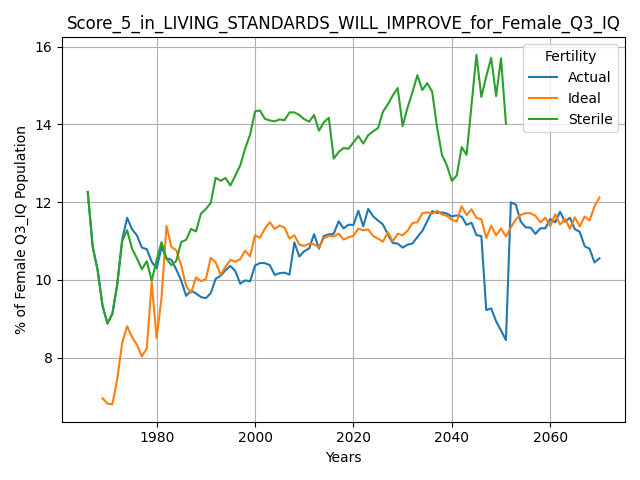 Score_5_in_LIVING_STANDARDS_WILL_IMPROVE_for_Female_Q3_IQ
% of Female Q3_IQ Population
16
14
12
10
8
Fertility
Actual
Ideal
Sterile
1980
2000
2020
2040
2060
Years